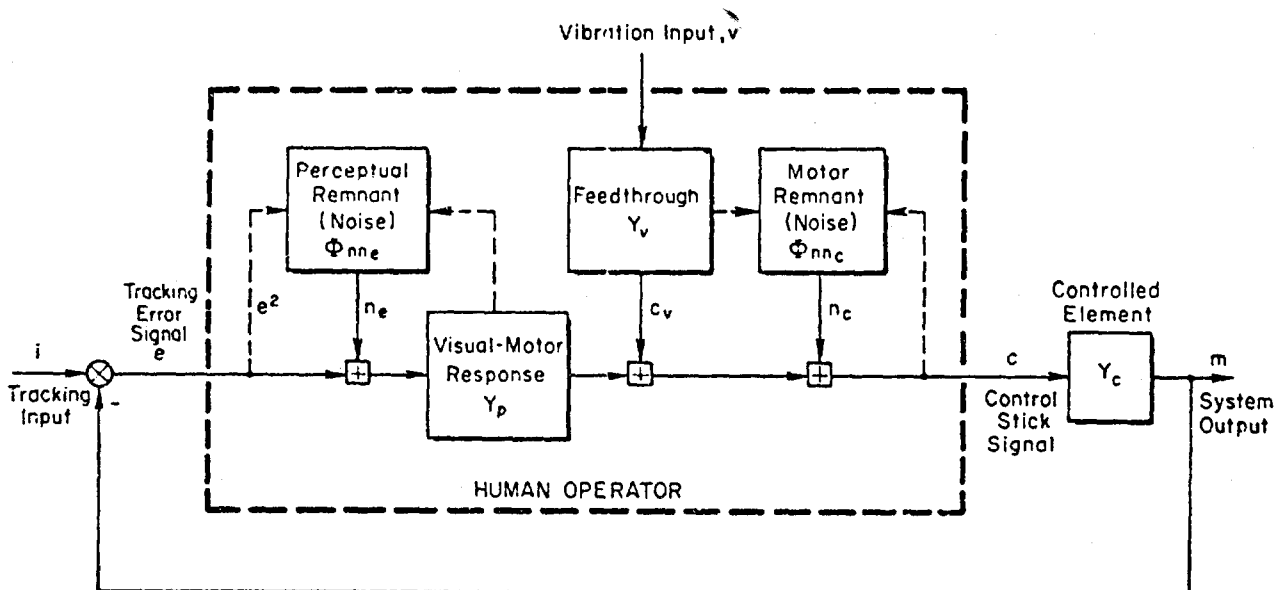 Vibration Input, v
Perceptual
Remnant
(Noise)
Φnne
Feedthrough
Yv
Motor
Remnant
(Noise)
Φnnc
Tracking
Error
Signal
e
e2
ne
cv
nc
Controlled
Element
i
Tracking
Input
-
+
Visual-Motor
Response
Yp
+
+
c
Control
Stick
Signal
Yc
m
System
Output
HUMAN OPERATOR